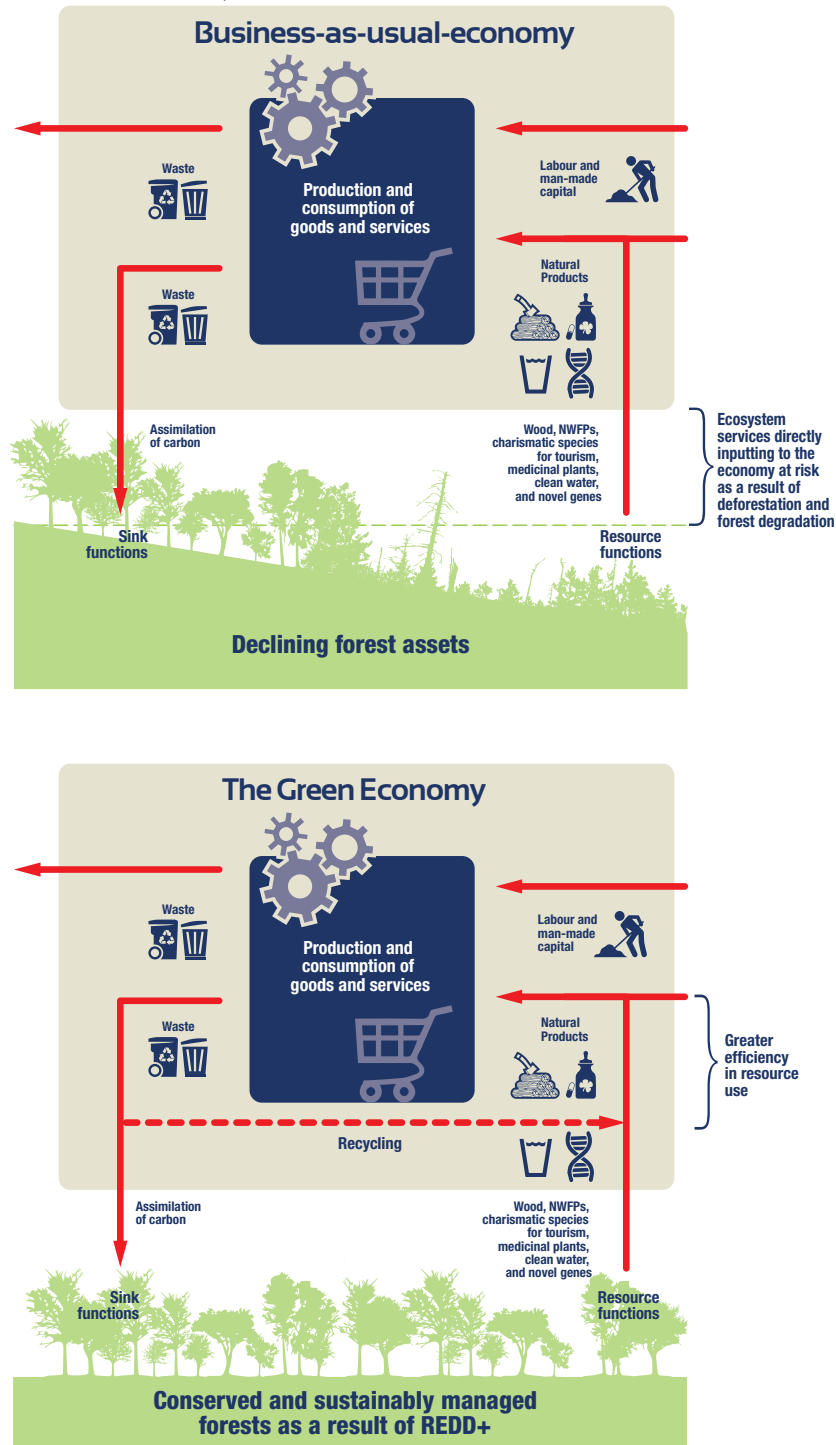 Business-as-usual-economy
Waste
Labour and
man-made
capital
Production and
consumption of
goods and services
Natural
Products
Waste
Assimilation
of carbon
Wood, NWFPs,
charismatic species
for tourism,
medicinal plants,
clean water,
and novel genes
Ecosystem
services directly
inputting to the
economy at risk
as a result of
deforestation and
forest degradation
Sink
functions
Resource
functions
Declining forest assets
The Green Economy
Waste
Labour and
man-made
capital
Production and
consumption of
goods and services
Waste
Natural
Products
Greater
efficiency
in resource
use
Recycling
Assimilation
of carbon
Wood, NWFPs,
charismatic species
for tourism,
medicinal plants,
clean water,
and novel genes
Sink
functions
Resource
functions
Conserved and sustainably managed
forests as a result of REDD+